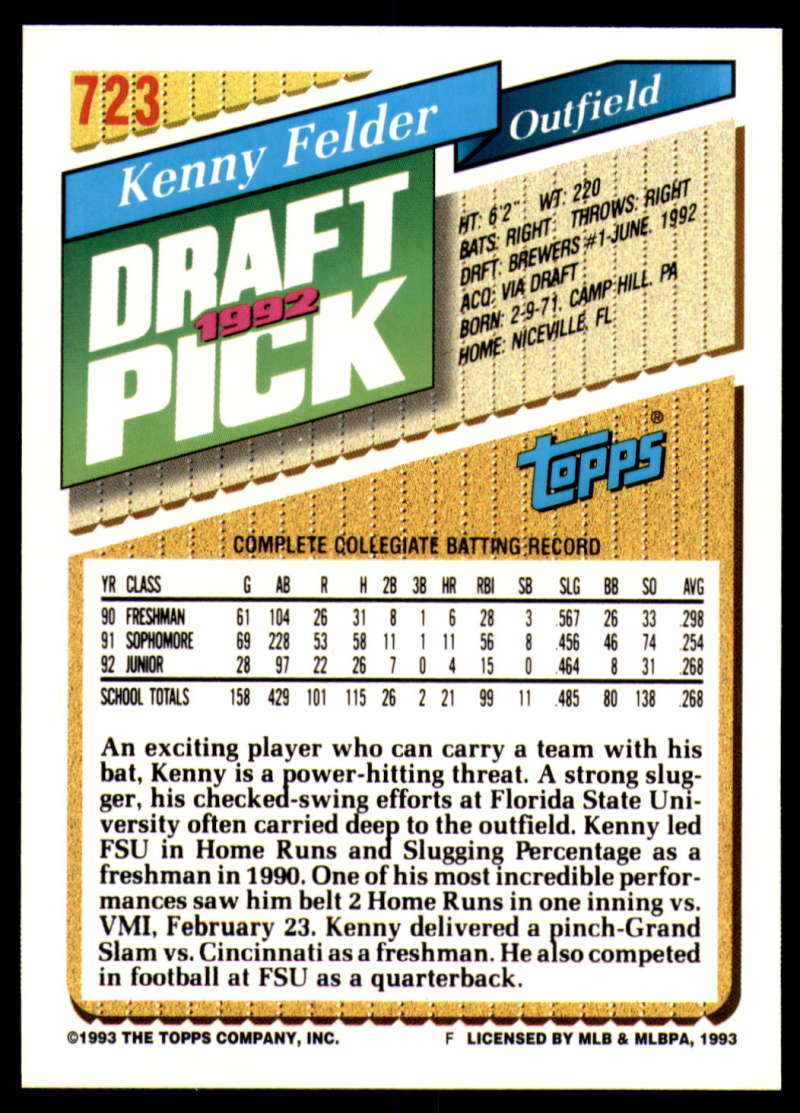 723
Kenny Felder
Outfield
DRAFT
1992
PICK
HT: 6'2" WT: 220
BATS: RIGHT THROWS: RIGHT
DRFT: BREWERS #1-JUNE, 1992
ACQ: VIA DRAFT
BORN: 2-9-71, CAMP HILL, PA
HOME: NICEVILLE, FL
topps®
COMPLETE COLLEGIATE BATTING RECORD
YR CLASS G AB R H 2B 3B HR RBI SB SLG BB SO AVG
90 FRESHMAN 61 104 26 31 8 1 6 28 3 .567 26 33 .298
91 SOPHOMORE 69 228 53 58 11 1 11 56 8 .456 46 74 .254
92 JUNIOR 28 97 22 26 7 0 4 15 0 .464 8 31 .268
SCHOOL TOTALS 158 429 101 115 26 2 21 99 11 .485 80 138 .268
An exciting player who can carry a team with his
bat, Kenny is a power-hitting threat. A strong slug-
ger, his checked-swing efforts at Florida State Uni-
versity often carried deep to the outfield. Kenny led
FSU in Home Runs and Slugging Percentage as a
freshman in 1990. One of his most incredible perfor-
mances saw him belt 2 Home Runs in one inning vs.
VMI, February 23. Kenny delivered a pinch-Grand
Slam vs. Cincinnati as a freshman. He also competed
in football at FSU as a quarterback.
©1993 THE TOPPS COMPANY, INC. F LICENSED BY MLB & MLBPA, 1993